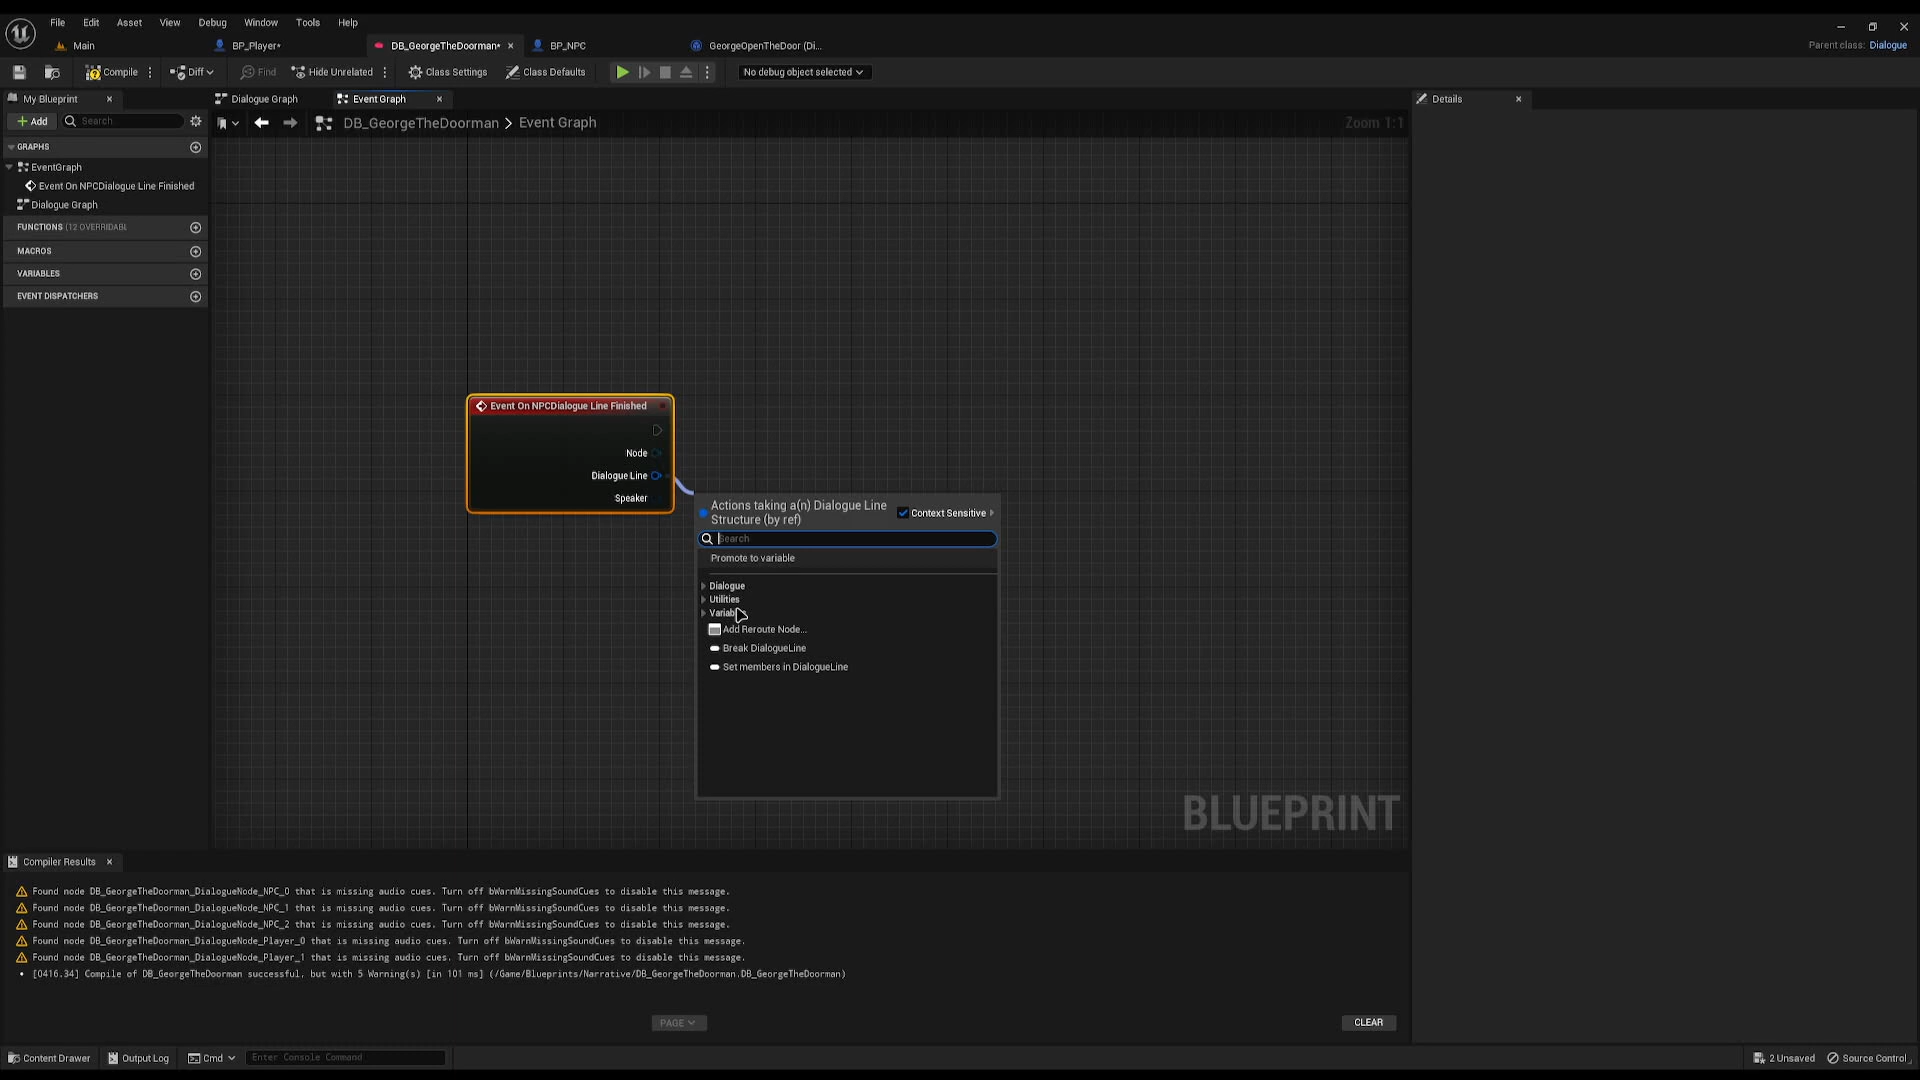 File Edit Asset View Debug Window Tools Help
Main BP_Player* DB_GeorgeTheDoorman* BP_NPC GeorgeOpenTheDoor (Di...
Parent class: Dialogue
Compile Diff Find Hide Unrelated Class Settings Class Defaults No debug object selected
My Blueprint
Dialogue Graph
Event Graph
Details
Add
Search
DB_GeorgeTheDoorman > Event Graph
Zoom 1:1
GRAPHS
EventGraph
Event On NPCDialogue Line Finished
Dialogue Graph
FUNCTIONS (12 OVERRIDABL
MACROS
VARIABLES
EVENT DISPATCHERS
Event On NPCDialogue Line Finished
Node
Dialogue Line
Speaker
Actions taking a(n) Dialogue Line
Structure (by ref)
Context Sensitive
Search
Promote to variable
Dialogue
Utilities
Add Reroute Node...
Break DialogueLine
Set members in DialogueLine
BLUEPRINT
Compiler Results
Found node DB_GeorgeTheDoorman_DialogueNode_NPC_0 that is missing audio cues. Turn off bWarnMissingSoundCues to disable this message.
Found node DB_GeorgeTheDoorman_DialogueNode_NPC_1 that is missing audio cues. Turn off bWarnMissingSoundCues to disable this message.
Found node DB_GeorgeTheDoorman_DialogueNode_NPC_2 that is missing audio cues. Turn off bWarnMissingSoundCues to disable this message.
Found node DB_GeorgeTheDoorman_DialogueNode_Player_0 that is missing audio cues. Turn off bWarnMissingSoundCues to disable this message.
Found node DB_GeorgeTheDoorman_DialogueNode_Player_1 that is missing audio cues. Turn off bWarnMissingSoundCues to disable this message.
[0416.34] Compile of DB_GeorgeTheDoorman successful, but with 5 Warning(s) [in 101 ms] (/Game/Blueprints/Narrative/DB_GeorgeTheDoorman.DB_GeorgeTheDoorman)
PAGE
CLEAR
Content Drawer Output Log Cmd Enter Console Command
2 Unsaved Source Control